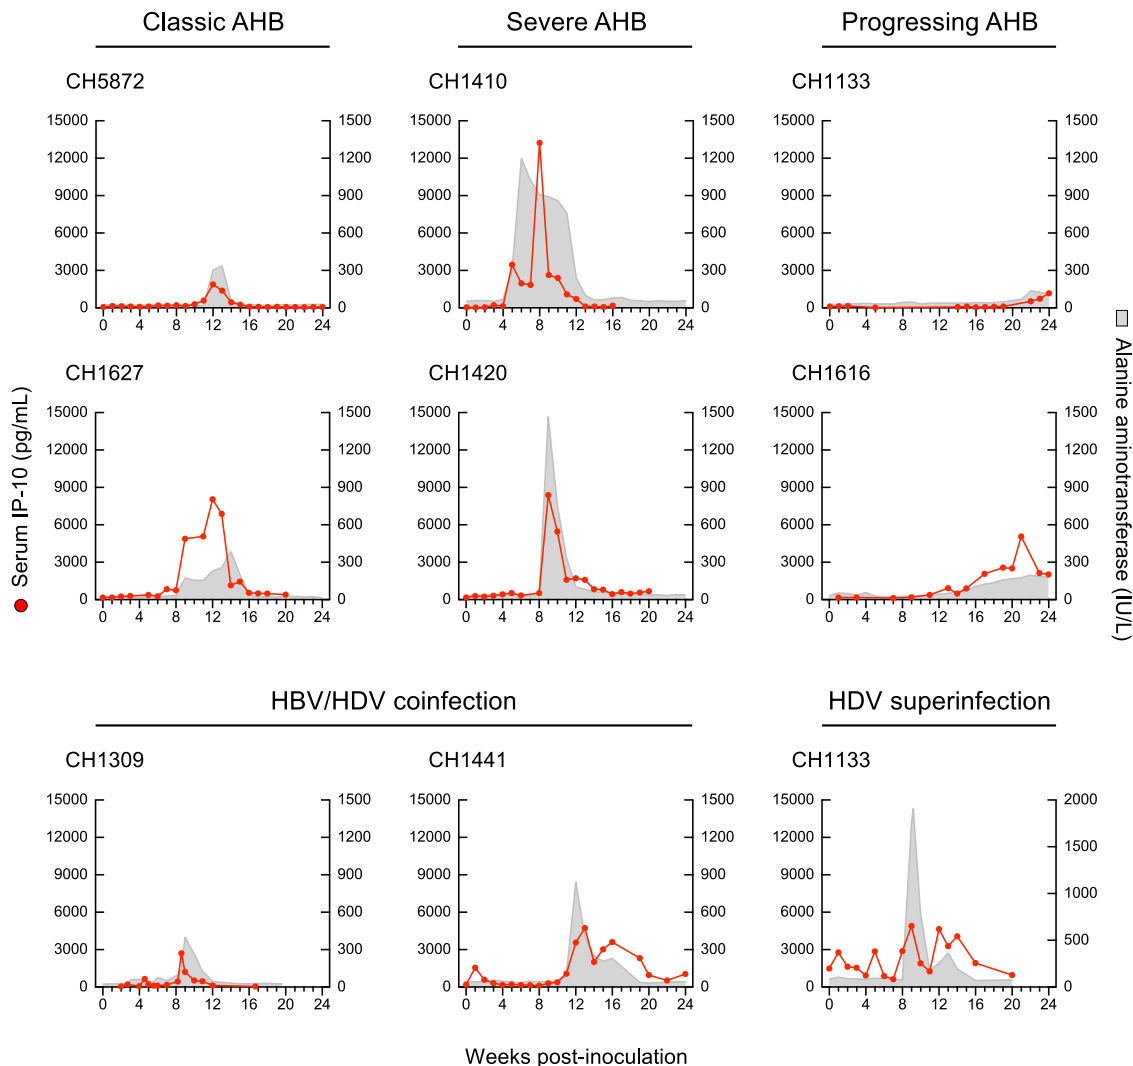 Classic AHB
Severe AHB
Progressing AHB
CH5872
CH1410
CH1133
15000 1500 15000 1500 15000 1500
12000 1200 12000 1200 12000 1200
9000 900 9000 900 9000 900
6000 600 6000 600 6000 600
3000 300 3000 300 3000 300
0 0 0 0 0 0
0 4 8 12 16 20 24 0 4 8 12 16 20 24 0 4 8 12 16 20 24
CH1627
CH1420
CH1616
15000 1500 15000 1500 15000 1500
12000 1200 12000 1200 12000 1200
9000 900 9000 900 9000 900
6000 600 6000 600 6000 600
3000 300 3000 300 3000 300
0 0 0 0 0 0
0 4 8 12 16 20 24 0 4 8 12 16 20 24 0 4 8 12 16 20 24
Serum IP-10 (pg/mL)
Alanine aminotransferase (IU/L)
HBV/HDV coinfection
HDV superinfection
CH1309
CH1441
CH1133
15000 1500 15000 1500 15000 2000
12000 1200 12000 1200 12000 1500
9000 900 9000 900 9000 1000
6000 600 6000 600 6000 500
3000 300 3000 300 3000
0 0 0 0 0 0
0 4 8 12 16 20 24 0 4 8 12 16 20 24 0 4 8 12 16 20 24
Weeks post-inoculation